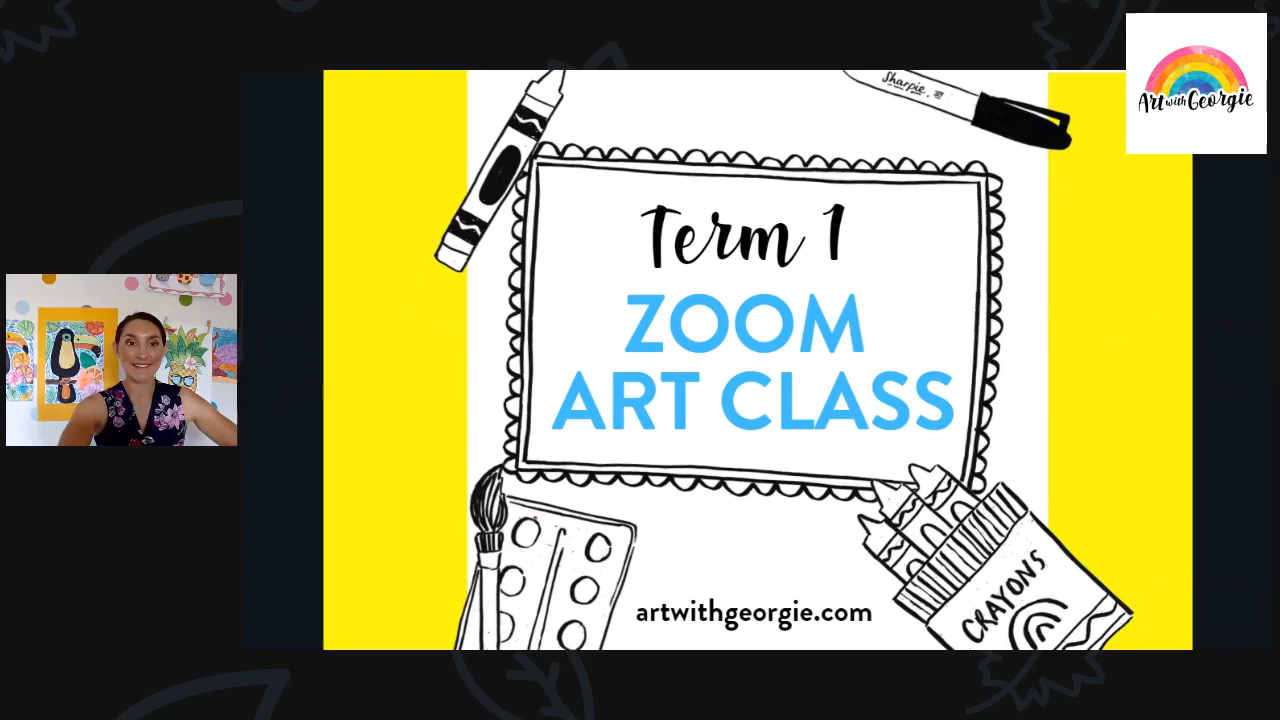 Sharpie.
Art with Georgie
Term 1
ZOOM
ART CLASS
CRAYONS
artwithgeorgie.com